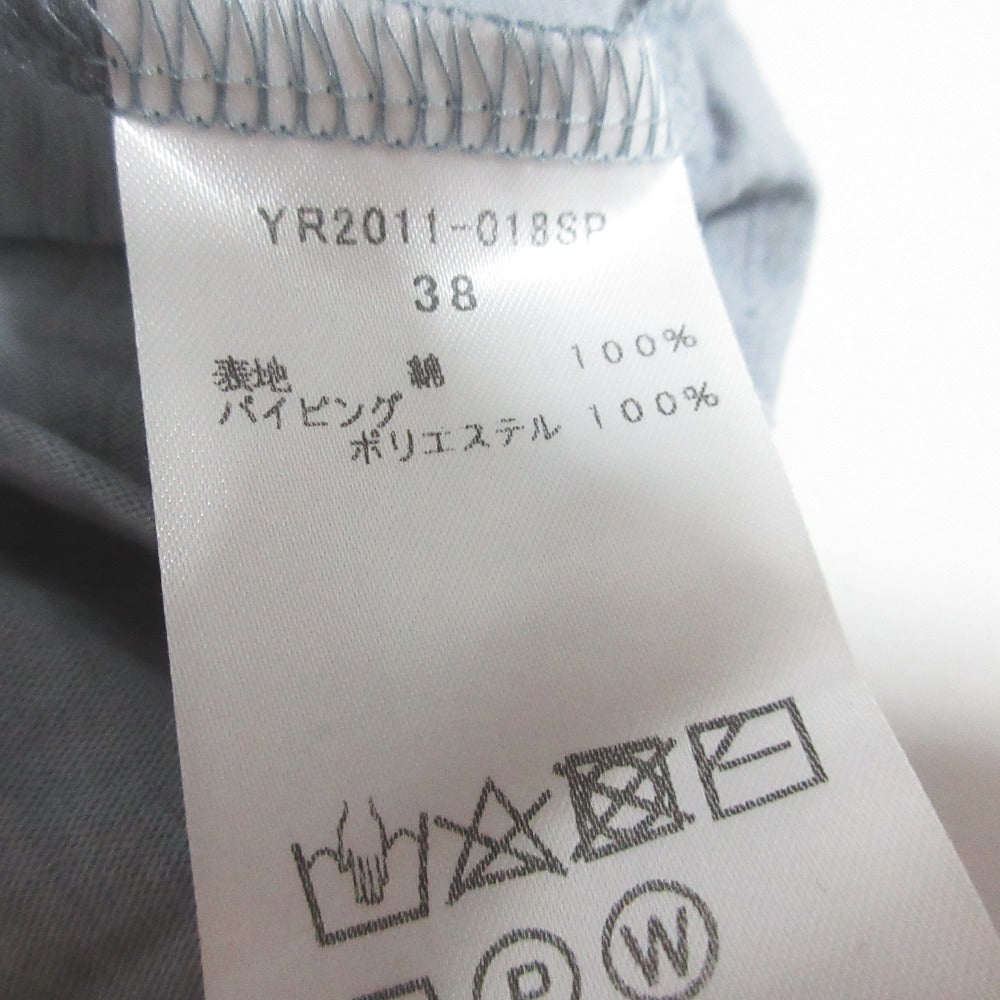 YR2011-018SP
38
表地 綿 100%
パイピング
ポリエステル 100%
P W